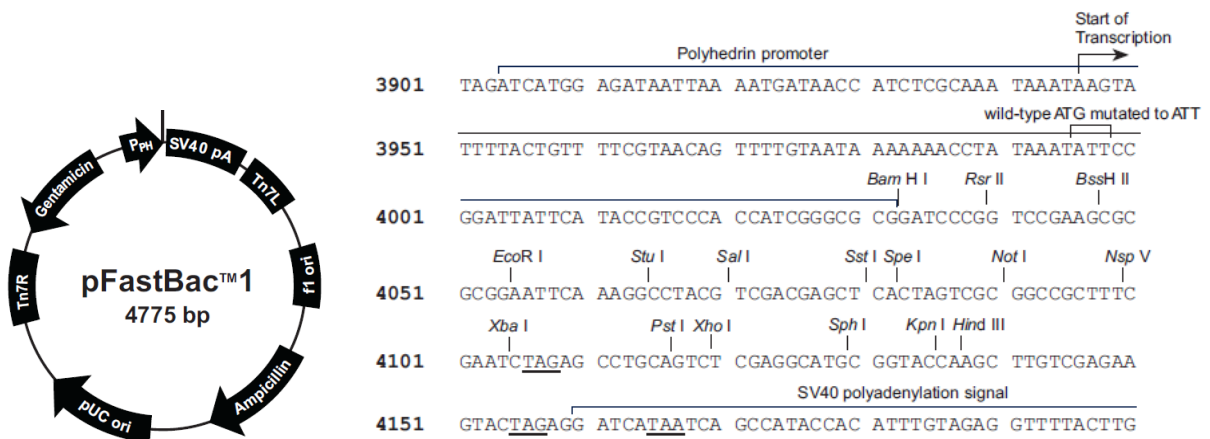 Start of
Transcription
Polyhedrin promoter
3901 TAGATCATGG AGATAATTAA AATGATAACC ATCTCGCAAA TAAATAAGTA
wild-type ATG mutated to ATT
3951 TTTTACTGTT TTCGTAACAG TTTTGTAATA AAAAAACCTA TAAATATTCC
Bam H I Rsr II BssH II
4001 GGATTATTCA TACCGTCCCA CCATCGGGCG CGGATCCCGG TCCGAAGCGC
EcoR I Stu I Sal I Sst I Spe I Not I Nsp V
4051 GCGGAATTCA AAGGCCTACG TCGACGAGCT CACTAGTCGC GGCCGCTTTC
Xba I Pst I Xho I Sph I Kpn I Hind III
4101 GAATCTAGAG CCTGCAGTCT CGAGGCATGC GGTACCAAGC TTGTCGAGAA
SV40 polyadenylation signal
4151 GTACTAGAGG ATCATAATCA GCCATACCAC ATTTGTAGAG GTTTTACTTG
PPH
SV40 pA
Tn7L
f1 ori
Ampicillin
pUC ori
Tn7R
Gentamicin
pFastBac™1
4775 bp